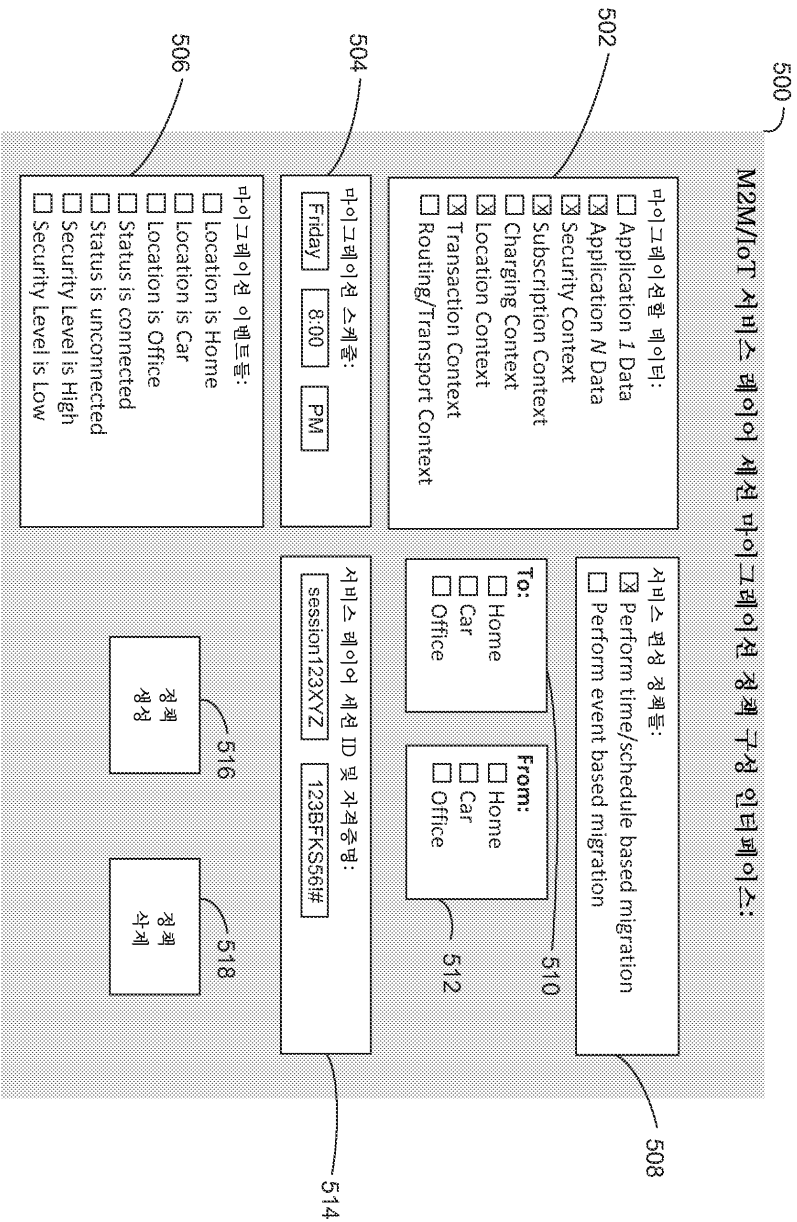 500
M2M/IoT 서비스 레이어 세션 마이그레이션 정책 구성 인터페이스:
502
마이그레이션할 데이터:
☐ Application 1 Data
☒ Application N Data
☒ Security Context
☒ Subscription Context
☐ Charging Context
☒ Location Context
☒ Transaction Context
☐ Routing/Transport Context
504
마이그레이션 스케줄:
Friday 8:00 PM
506
마이그레이션 이벤트들:
☐ Location is Home
☐ Location is Car
☐ Location is Office
☐ Status is connected
☐ Status is unconnected
☐ Security Level is High
☐ Security Level is Low
서비스 편성 정책들:
☒ Perform time/schedule based migration
☐ Perform event based migration
508
To:
☐ Home
☐ Car
☐ Office
510
From:
☐ Home
☐ Car
☐ Office
512
서비스 레이어 세션 ID 및 자격증명:
session123XYZ 123BFKS56!#
514
정책
생성
516
정책
삭제
518